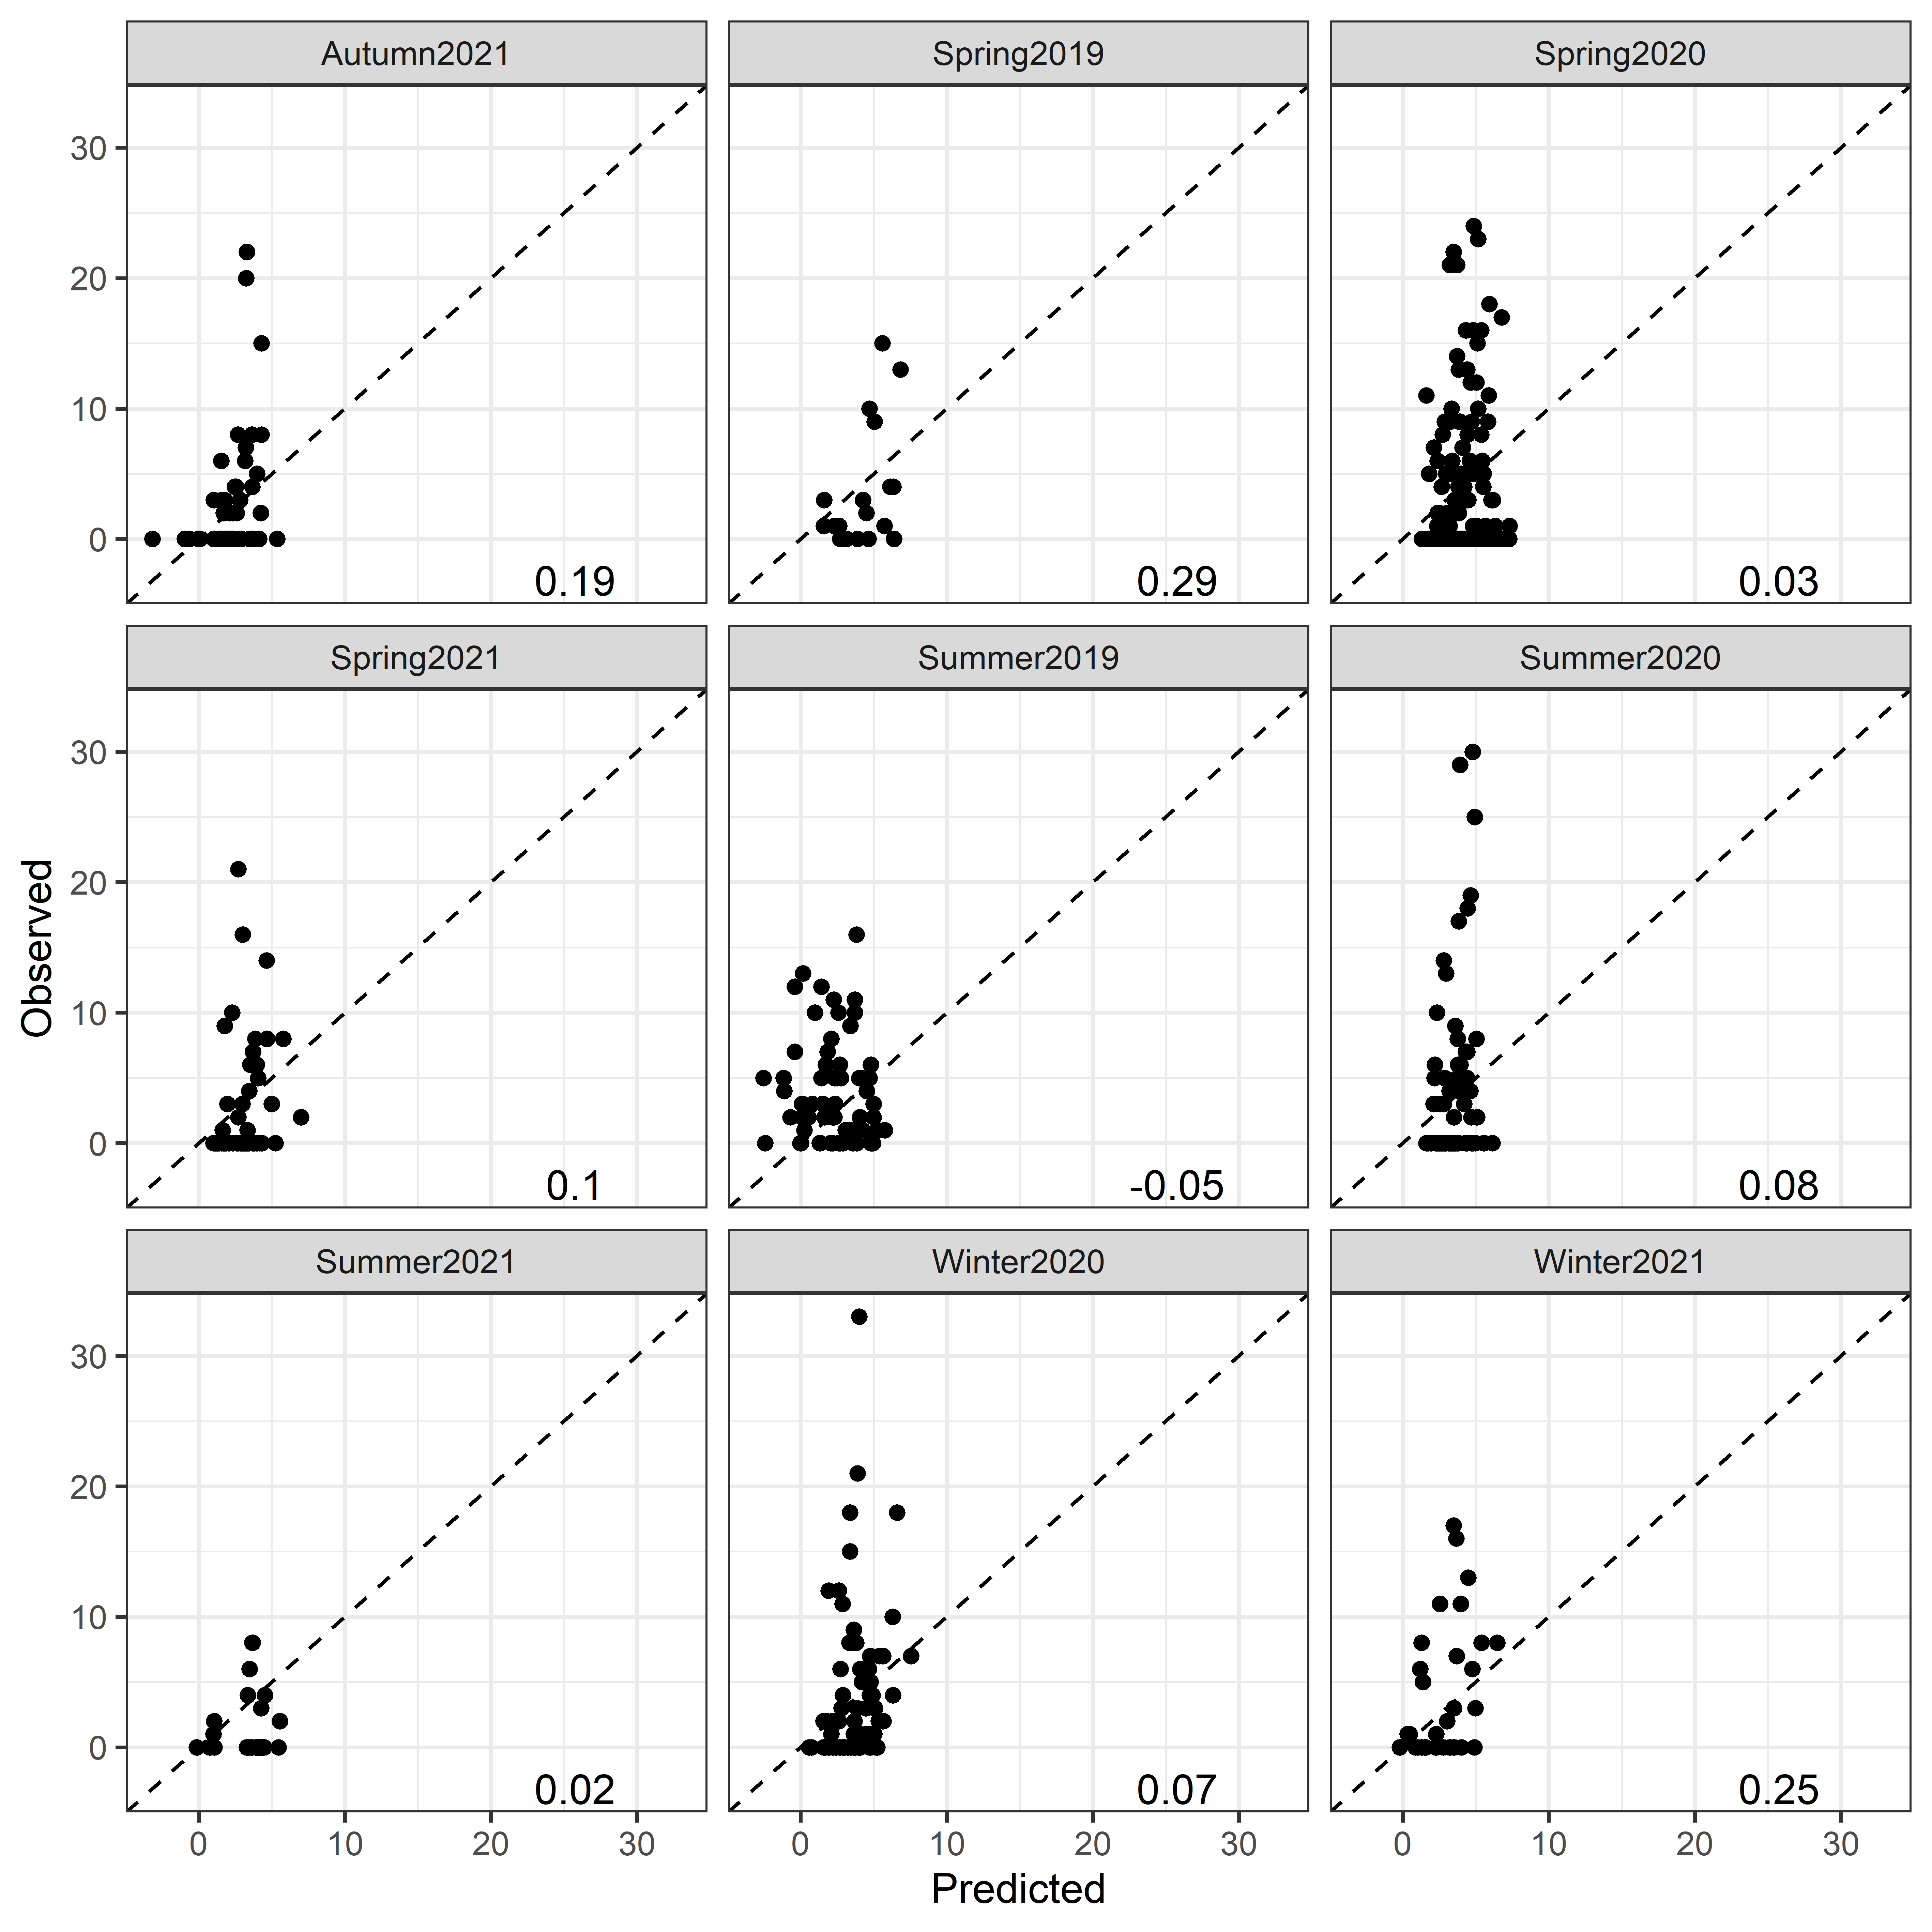 Autumn2021 Spring2019 Spring2020
30
20
10
0
0.19 0.29 0.03
Spring2021 Summer2019 Summer2020
30
20
10
0
0.1 -0.05 0.08
Observed
Summer2021 Winter2020 Winter2021
30
20
10
0
0.02 0.07 0.25
0 10 20 30 0 10 20 30 0 10 20 30
Predicted